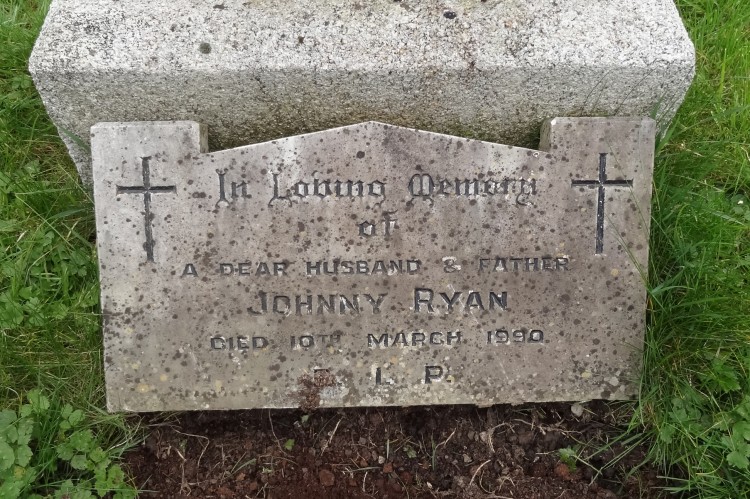 In Loving Memory
of
A DEAR HUSBAND & FATHER
JOHNNY RYAN
DIED 10TH MARCH 1990
R. I. P.